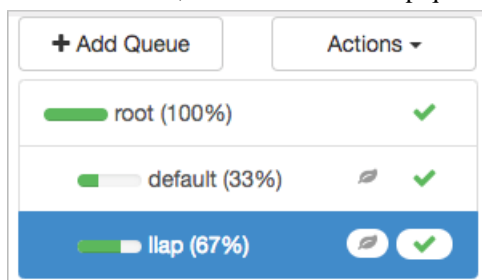 + Add Queue
Actions
root (100%)
default (33%)
llap (67%)